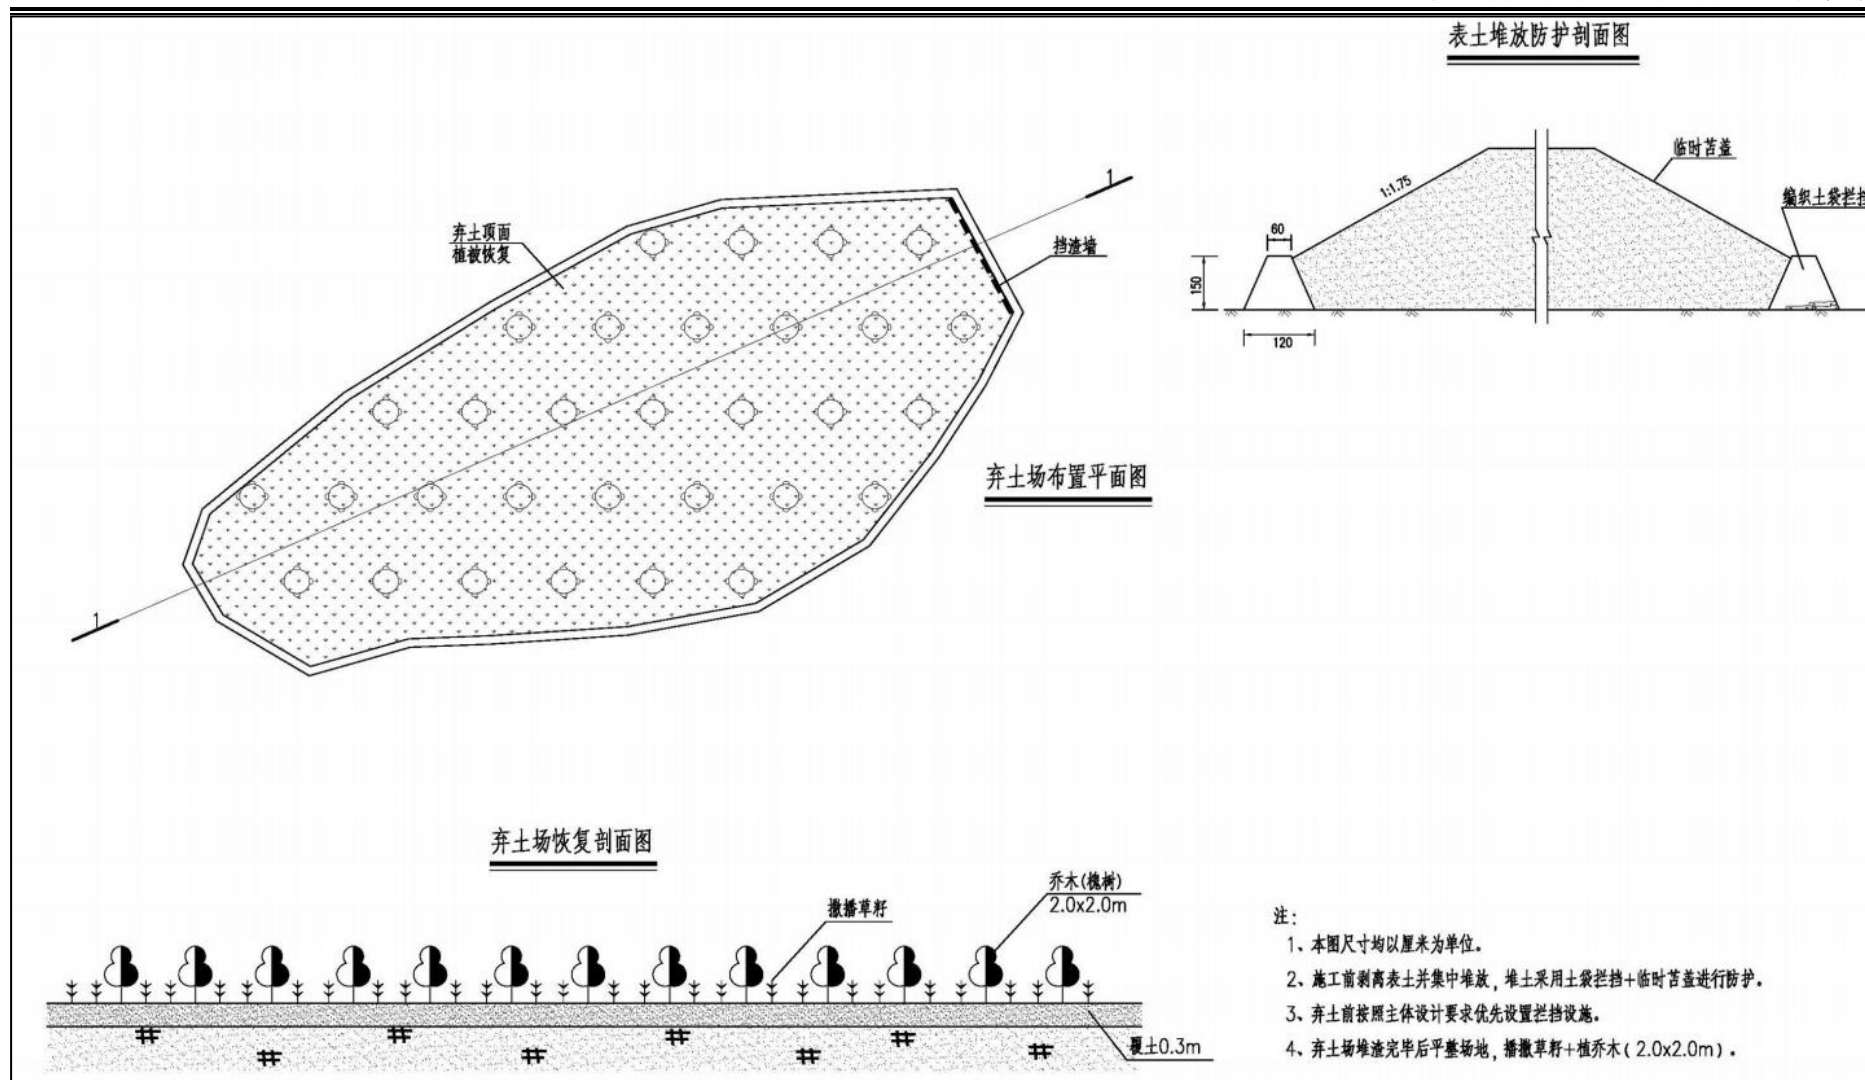 表土堆放防护剖面图
临时苫盖
1:1.75
编织土袋拦挡
60
150
120
1
弃土顶面
植被恢复
挡渣墙
弃土场布置平面图
1
弃土场恢复剖面图
撒播草籽
乔木(槐树)
2.0x2.0m
覆土0.3m
注:
1、本图尺寸均以厘米为单位。
2、施工前剥离表土并集中堆放,堆土采用土袋拦挡+临时苫盖进行防护。
3、弃土前按照主体设计要求优先设置拦挡设施。
4、弃土场堆渣完毕后平整场地,播撒草籽+植乔木(2.0x2.0m)。